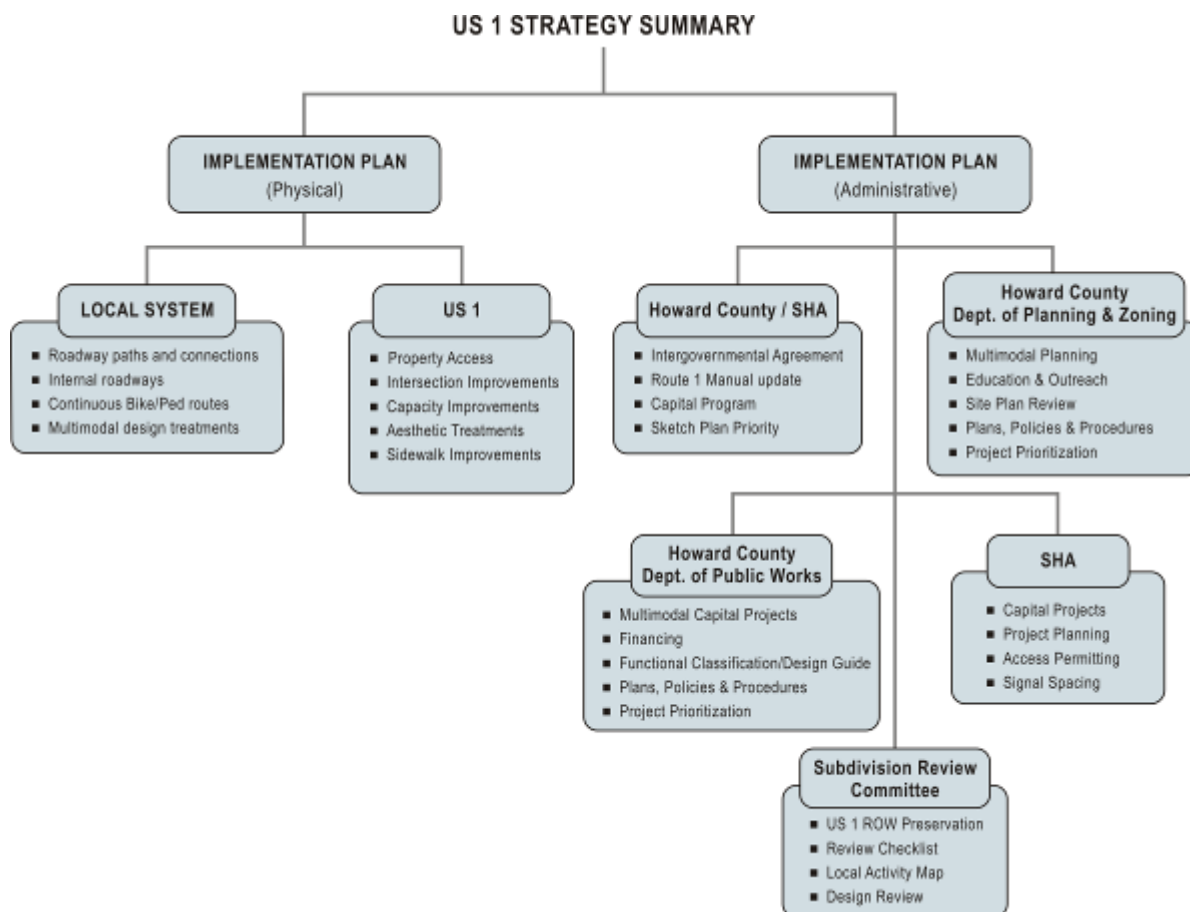 US 1 STRATEGY SUMMARY
IMPLEMENTATION PLAN
(Physical)
IMPLEMENTATION PLAN
(Administrative)
LOCAL SYSTEM
■ Roadway paths and connections
■ Internal roadways
■ Continuous Bike/Ped routes
■ Multimodal design treatments
US 1
■ Property Access
■ Intersection Improvements
■ Capacity Improvements
■ Aesthetic Treatments
■ Sidewalk Improvements
Howard County / SHA
■ Intergovernmental Agreement
■ Route 1 Manual update
■ Capital Program
■ Sketch Plan Priority
Howard County
Dept. of Planning & Zoning
■ Multimodal Planning
■ Education & Outreach
■ Site Plan Review
■ Plans, Policies & Procedures
■ Project Prioritization
Howard County
Dept. of Public Works
■ Multimodal Capital Projects
■ Financing
■ Functional Classification/Design Guide
■ Plans, Policies & Procedures
■ Project Prioritization
SHA
■ Capital Projects
■ Project Planning
■ Access Permitting
■ Signal Spacing
Subdivision Review
Committee
■ US 1 ROW Preservation
■ Review Checklist
■ Local Activity Map
■ Design Review